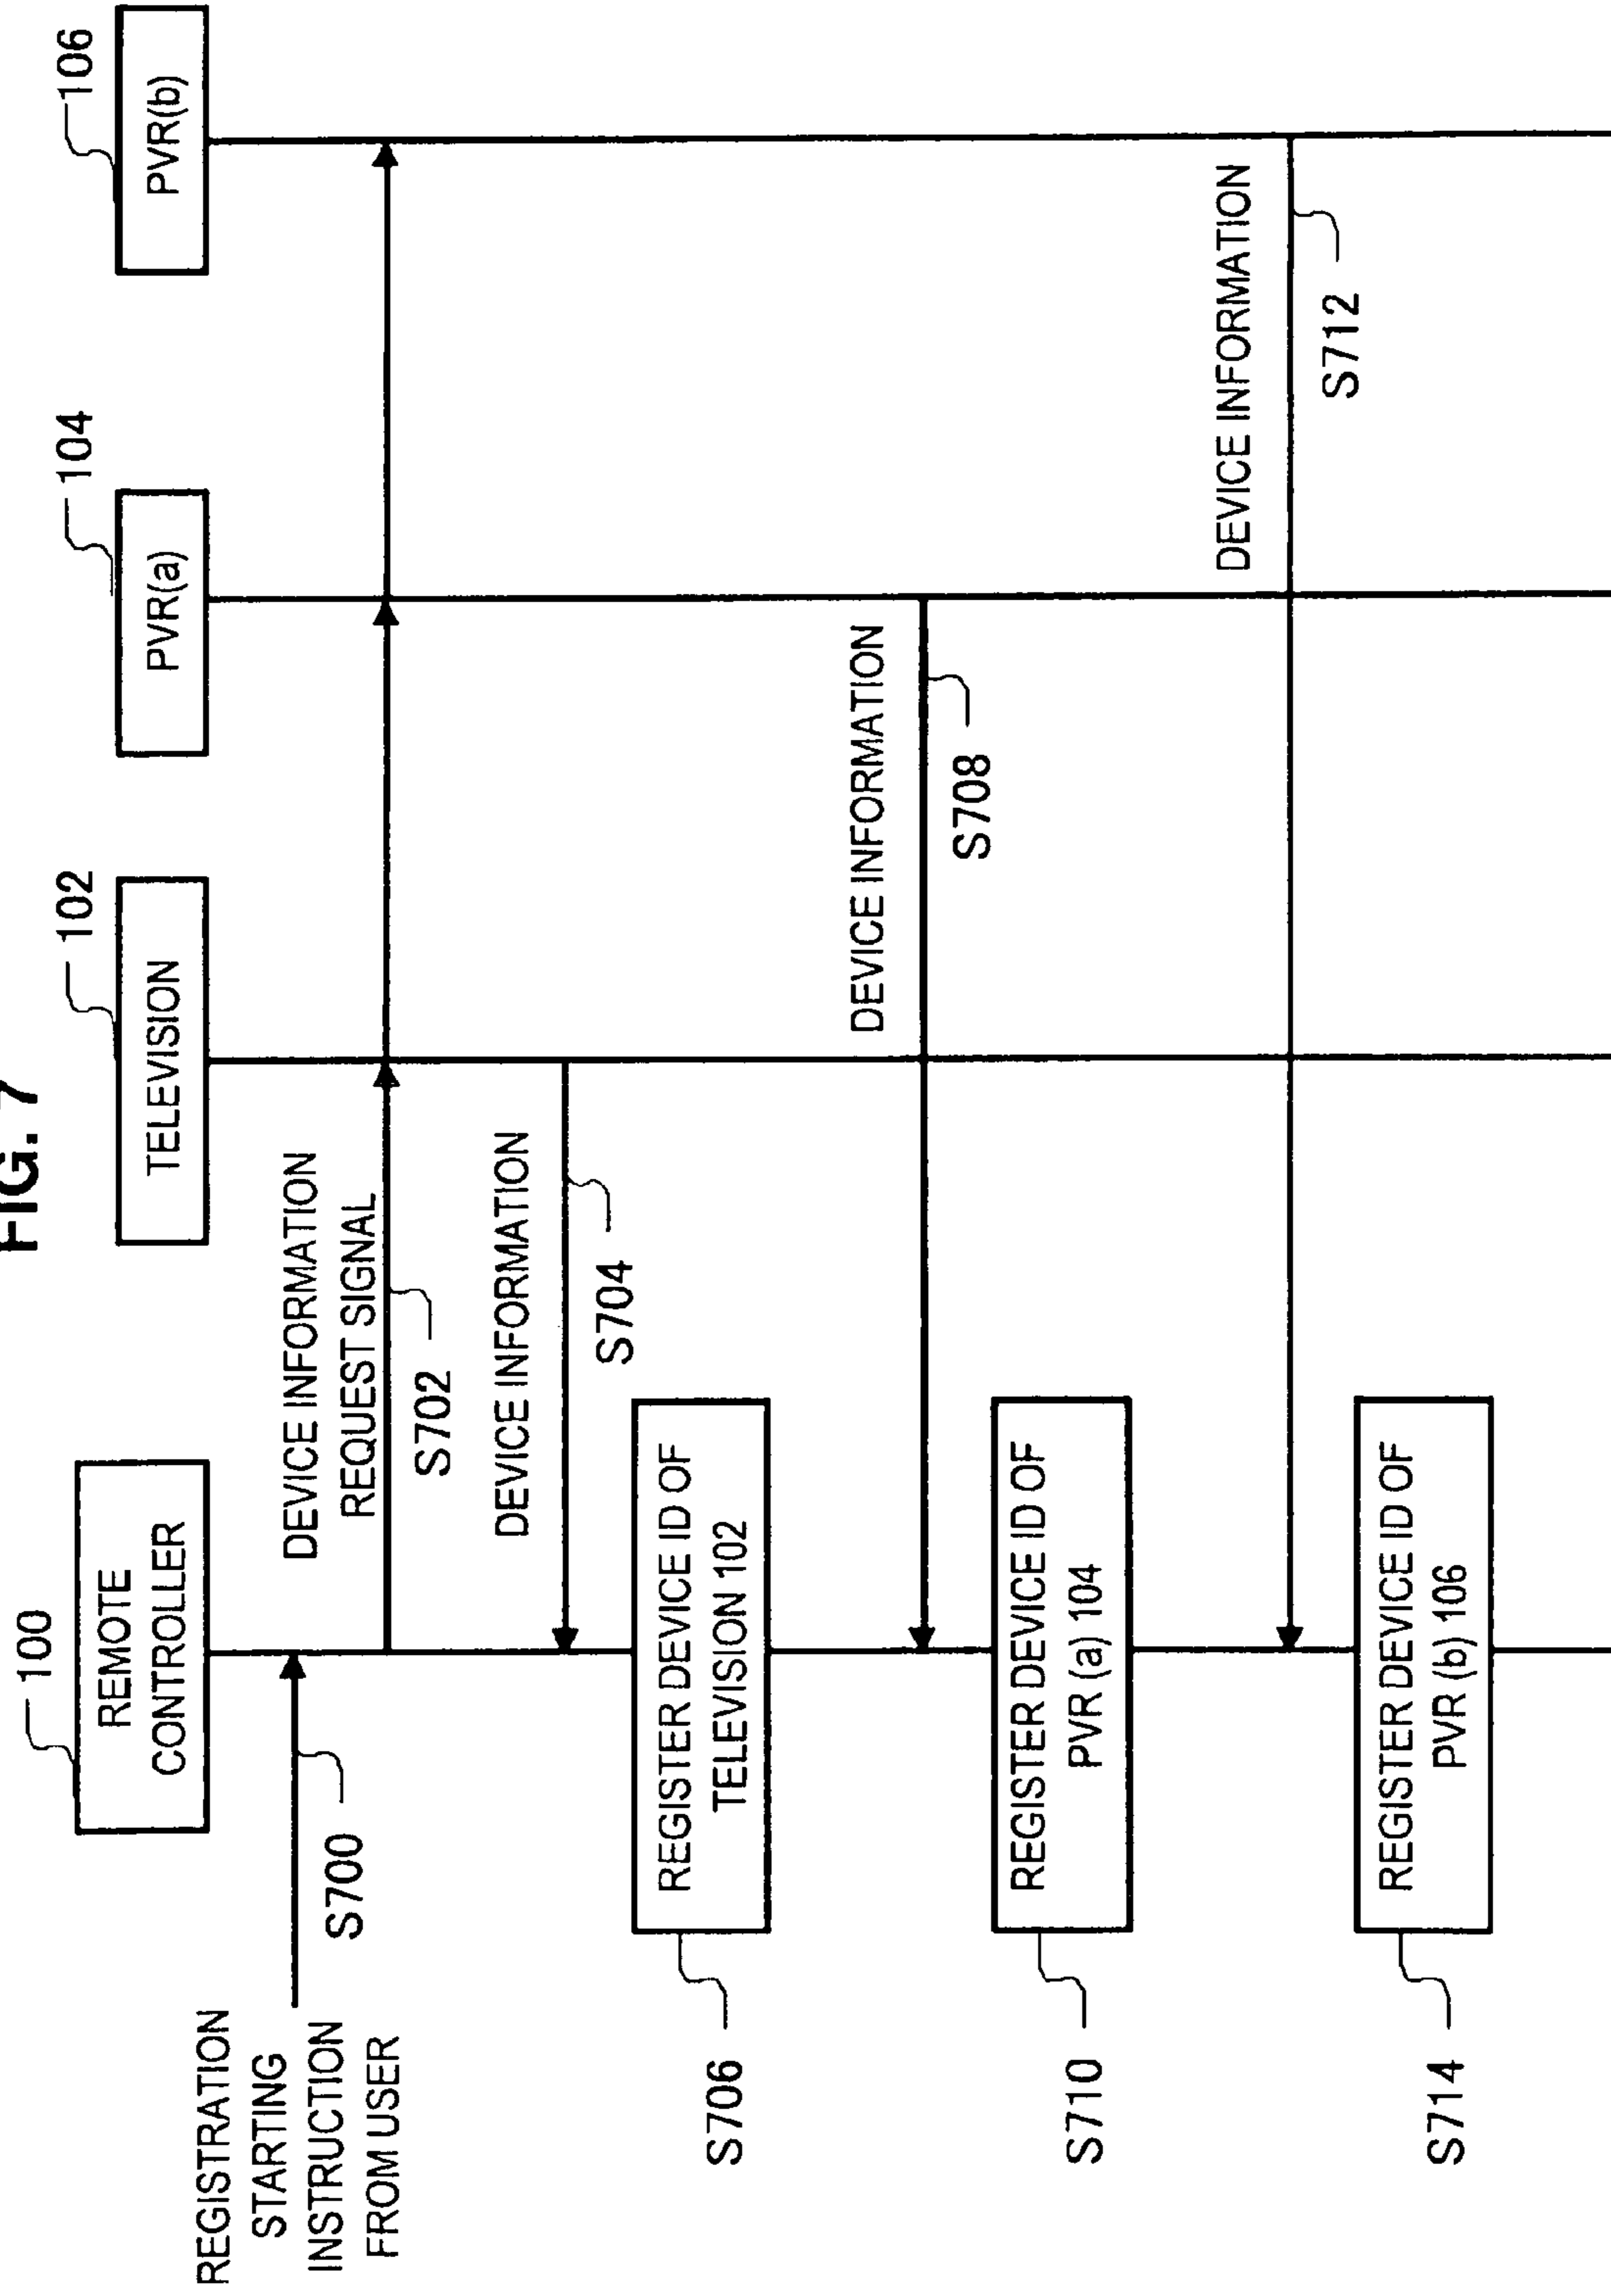 FIG. 7
100
REMOTE
CONTROLLER
102
TELEVISION
104
PVR(a)
106
PVR(b)
REGISTRATION
STARTING
INSTRUCTION
FROM USER
S700
DEVICE INFORMATION
REQUEST SIGNAL
S702
DEVICE INFORMATION
S704
S706
REGISTER DEVICE ID OF
TELEVISION 102
DEVICE INFORMATION
S708
S710
REGISTER DEVICE ID OF
PVR (a) 104
DEVICE INFORMATION
S712
S714
REGISTER DEVICE ID OF
PVR (b) 106